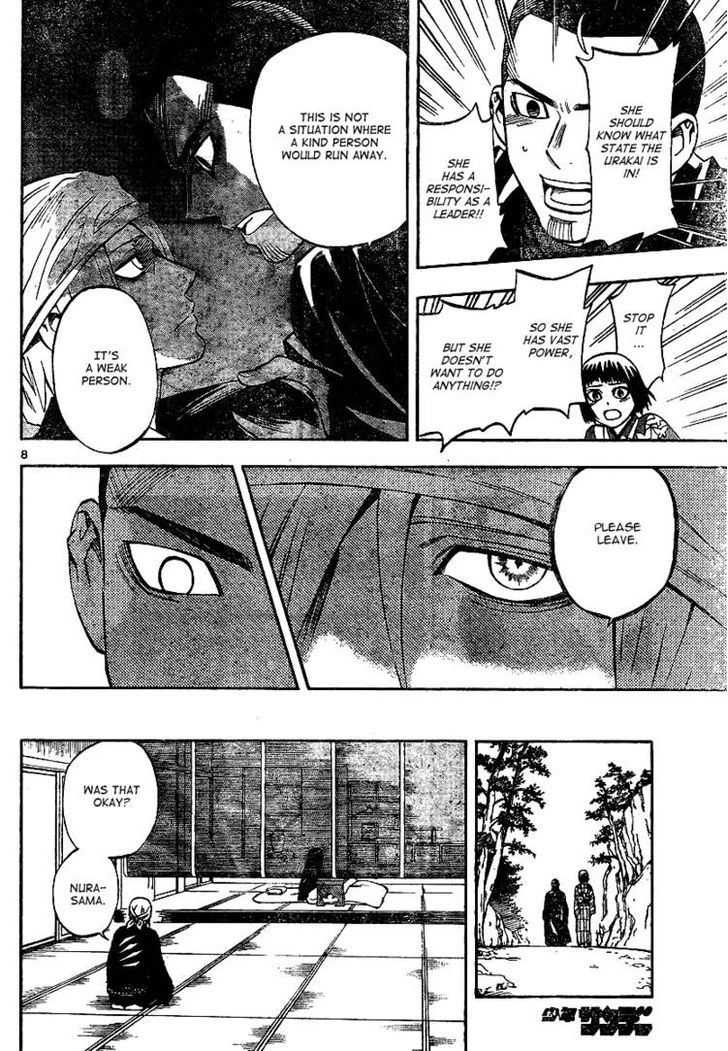 SHE
SHOULD
KNOW WHAT
STATE THE
URAKAI IS
IN!
SHE
HAS A
RESPONSI-
BILITY AS A
LEADER!!
STOP
IT
...
SO SHE
HAS VAST
POWER,
BUT SHE
DOESN'T
WANT TO DO
ANYTHING!?
THIS IS NOT
A SITUATION WHERE
A KIND PERSON
WOULD RUN AWAY.
IT'S
A WEAK
PERSON.
8
PLEASE
LEAVE.
WAS THAT
OKAY?
NURA-
SAMA.